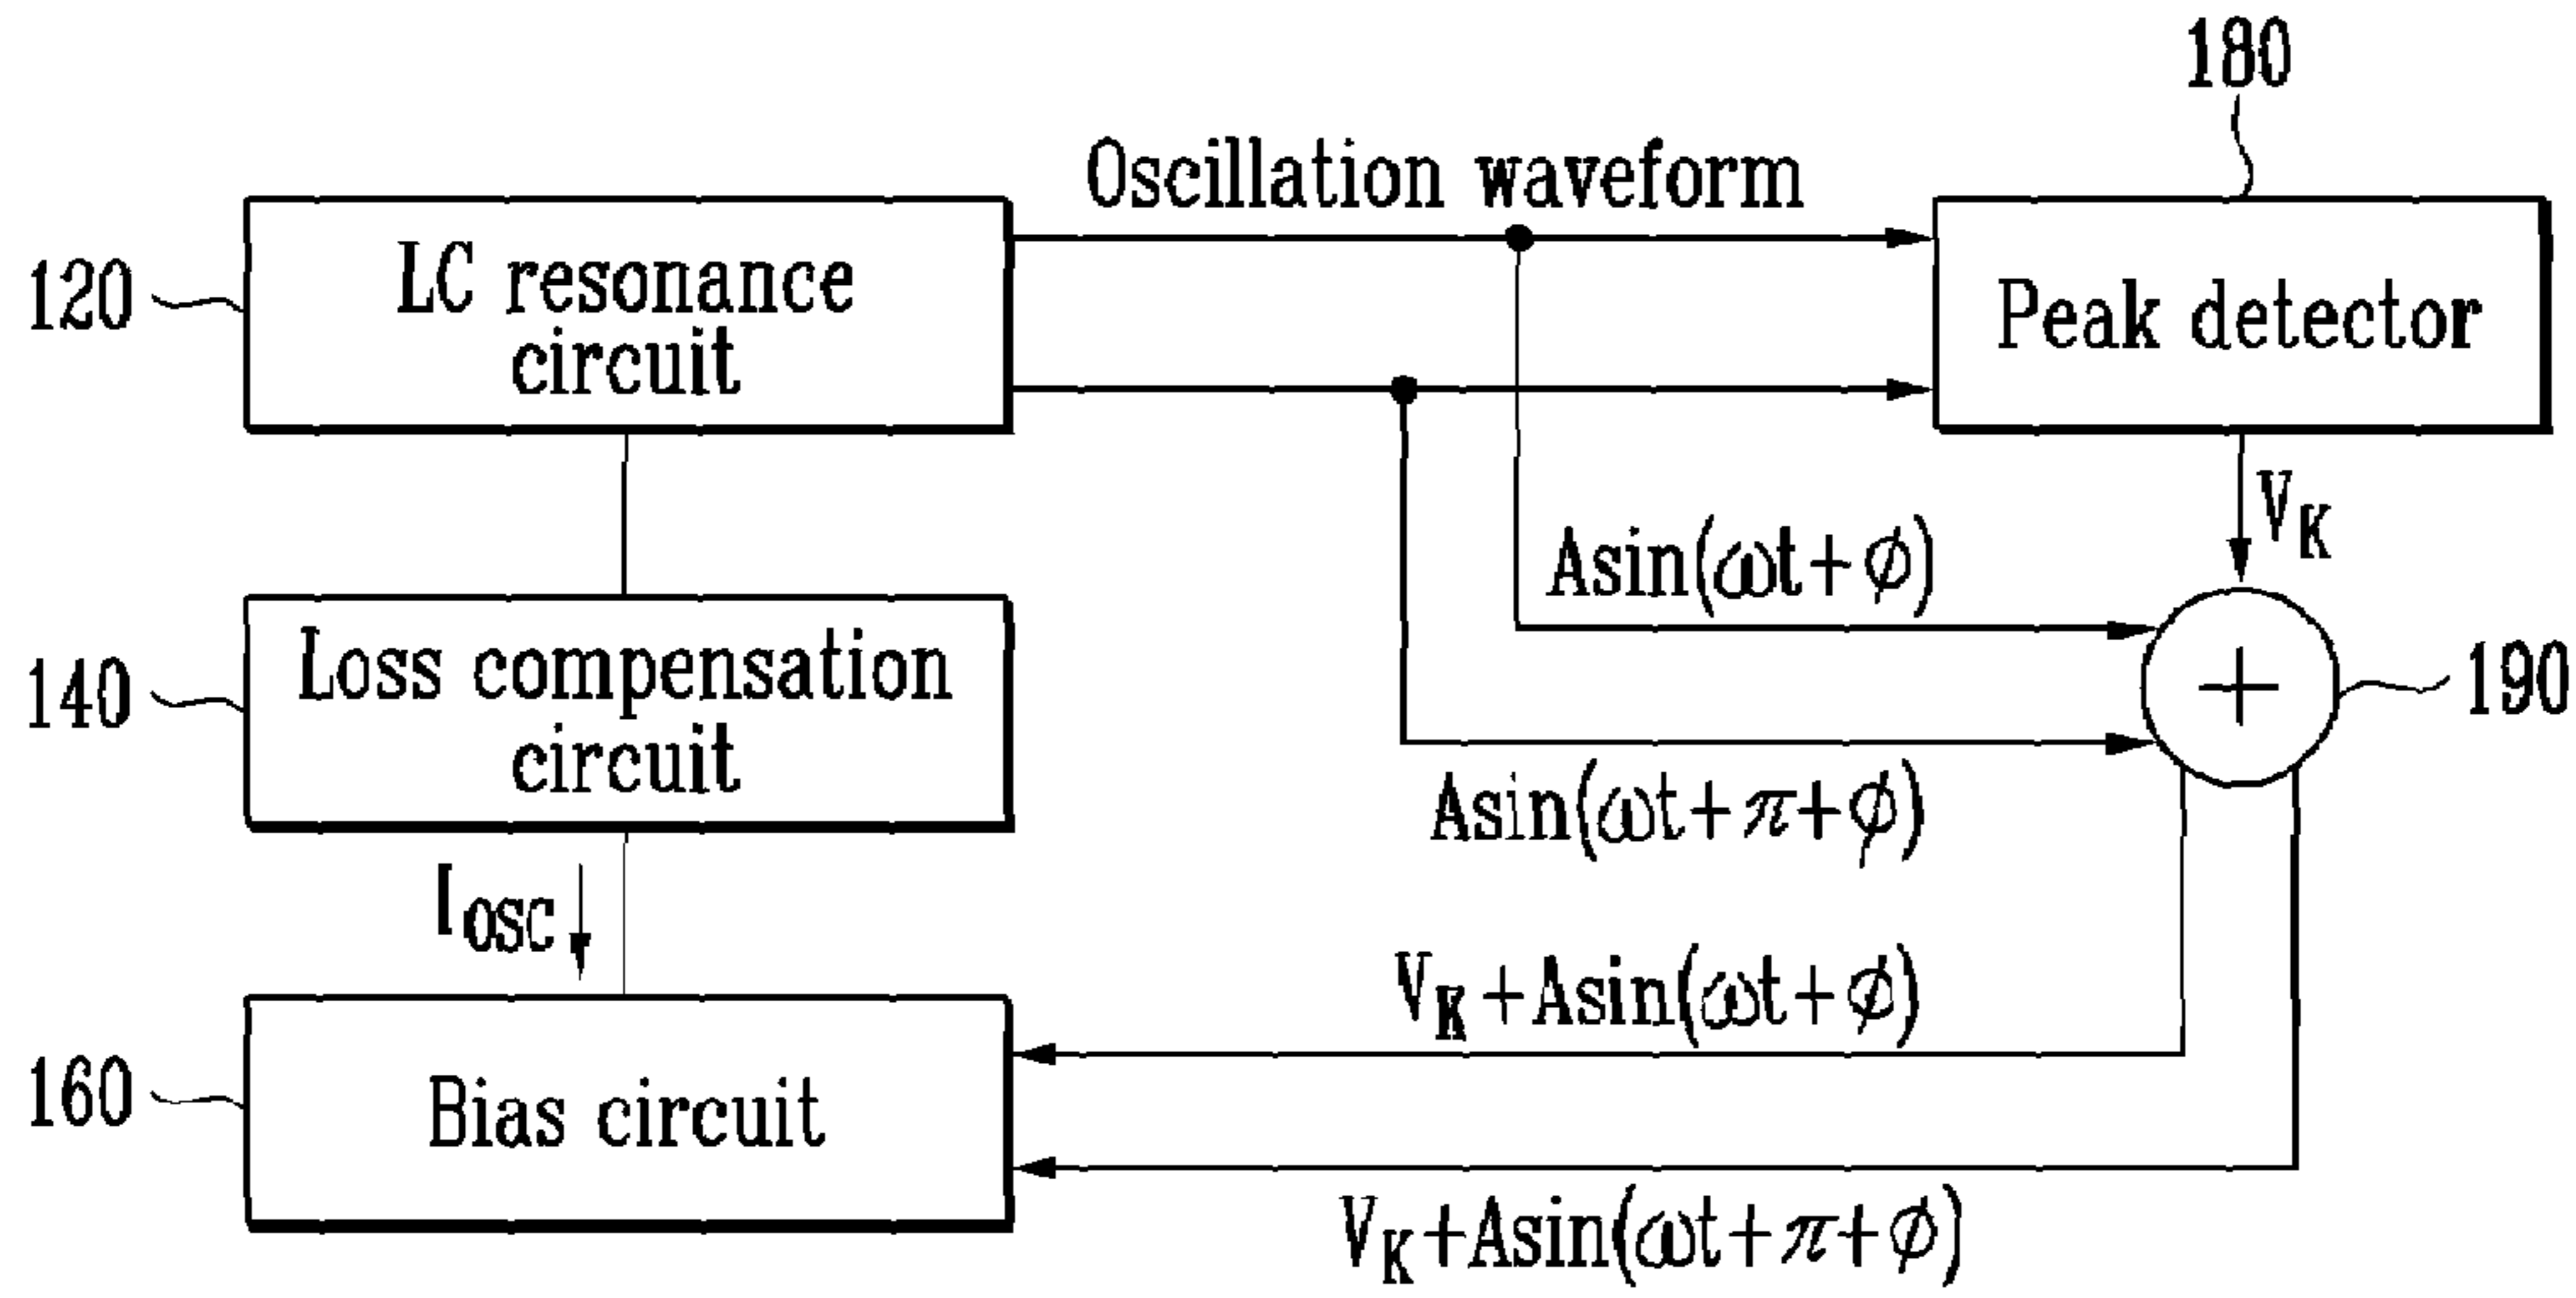 180
Oscillation waveform
120
LC resonance
circuit
Peak detector
V_K
Asin(ωt+ϕ)
140
Loss compensation
circuit
190
Asin(ωt+π+ϕ)
I_OSC
V_K+Asin(ωt+ϕ)
160
Bias circuit
V_K+Asin(ωt+π+ϕ)
+